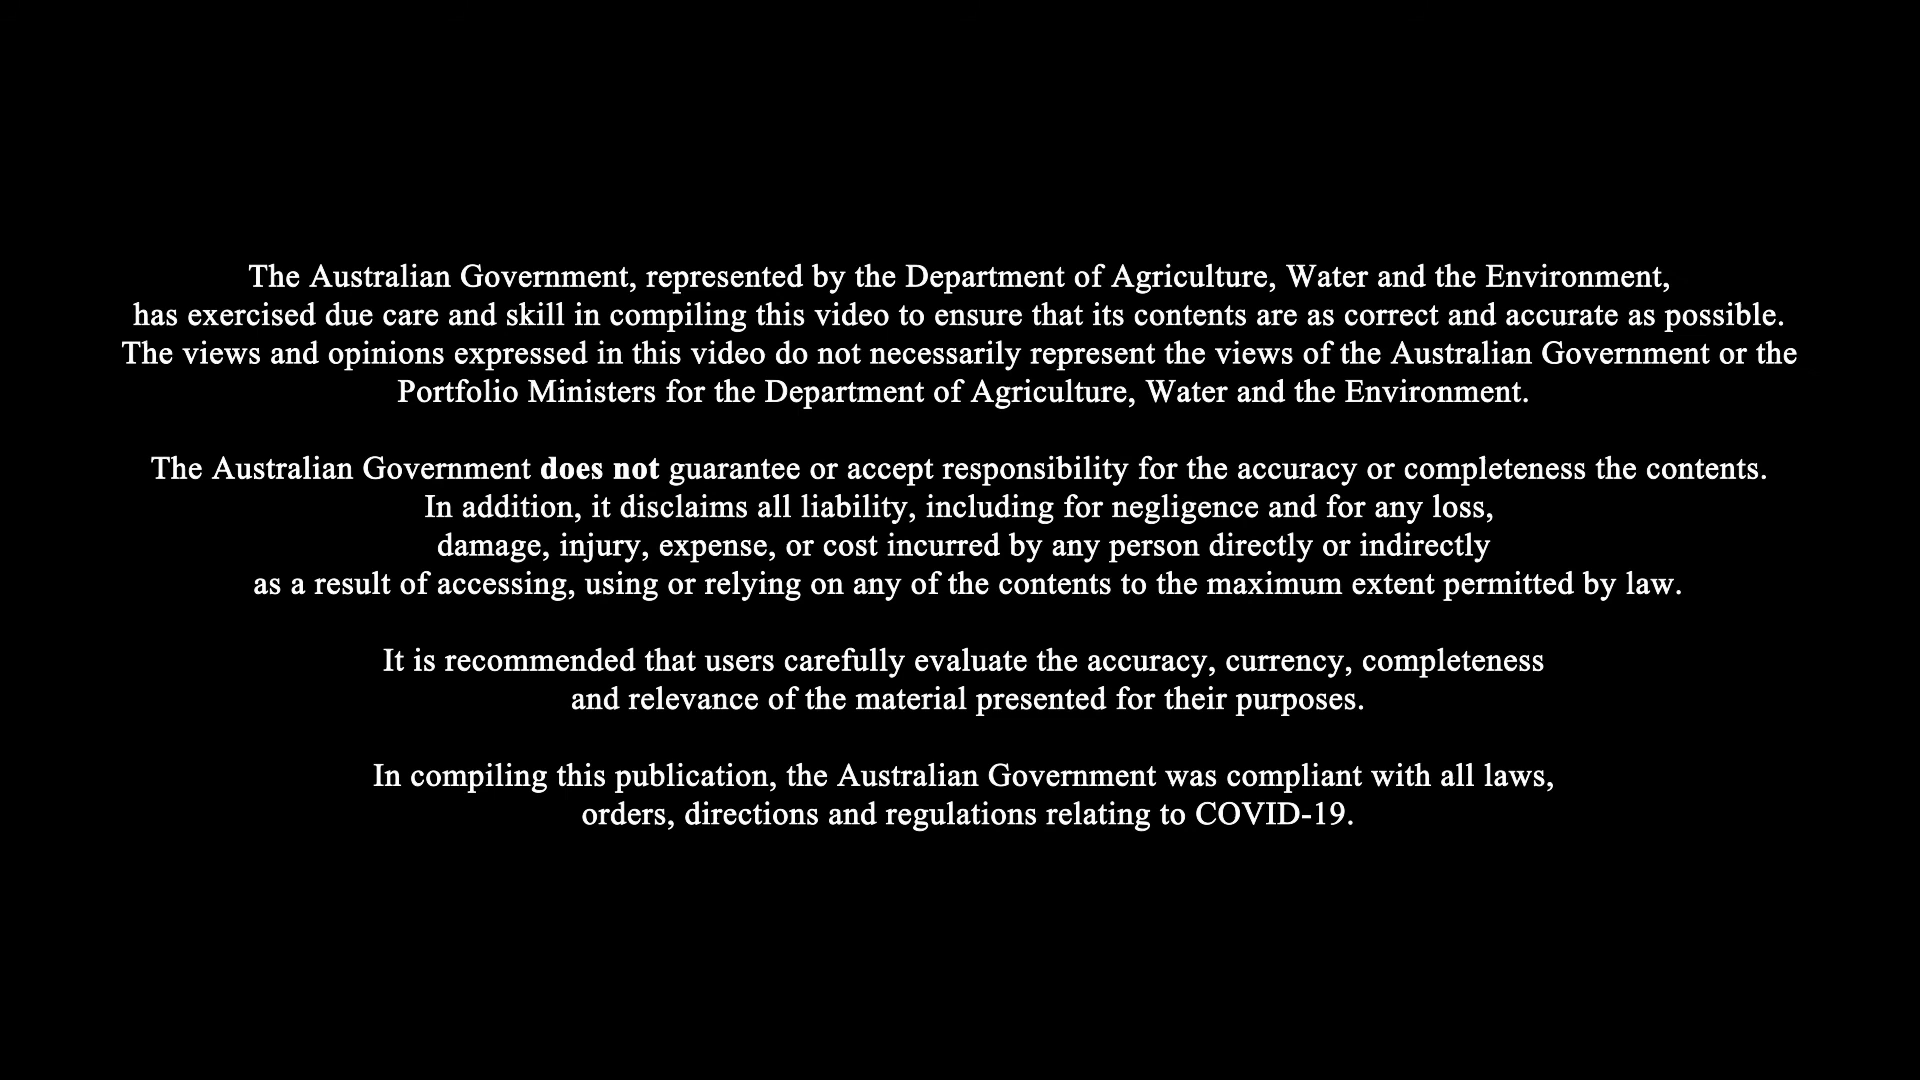 The Australian Government, represented by the Department of Agriculture, Water and the Environment,
has exercised due care and skill in compiling this video to ensure that its contents are as correct and accurate as possible.
The views and opinions expressed in this video do not necessarily represent the views of the Australian Government or the
Portfolio Ministers for the Department of Agriculture, Water and the Environment.
The Australian Government does not guarantee or accept responsibility for the accuracy or completeness the contents.
In addition, it disclaims all liability, including for negligence and for any loss,
damage, injury, expense, or cost incurred by any person directly or indirectly
as a result of accessing, using or relying on any of the contents to the maximum extent permitted by law.
It is recommended that users carefully evaluate the accuracy, currency, completeness
and relevance of the material presented for their purposes.
In compiling this publication, the Australian Government was compliant with all laws,
orders, directions and regulations relating to COVID-19.